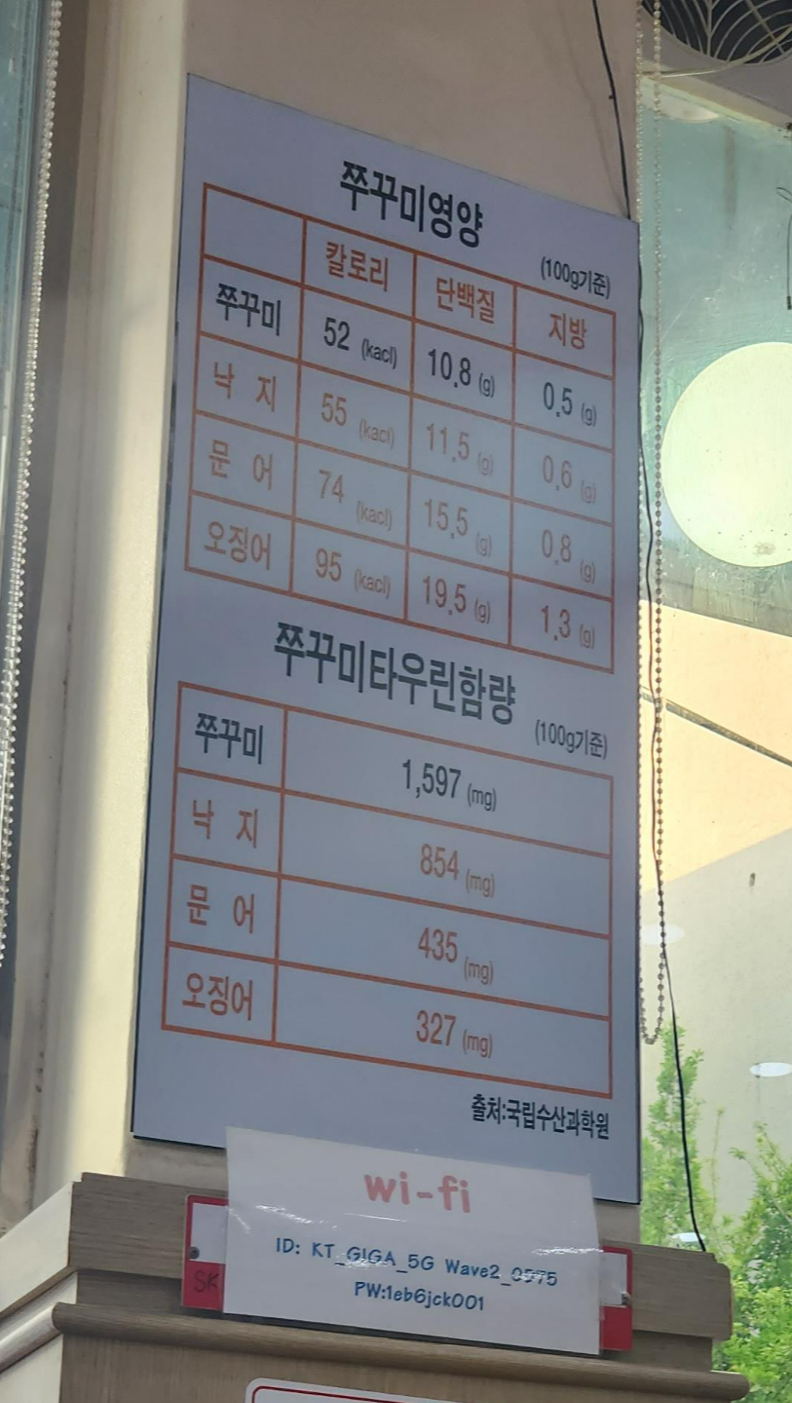 쭈꾸미영양
(100g기준)
칼로리 단백질 지방
쭈꾸미 52 (kacl) 10.8 (g) 0.5 (g)
낙 지 55 (kacl) 11.5 (g) 0.6 (g)
문 어 74 (kacl) 15.5 (g) 0.8 (g)
오징어 95 (kacl) 19.5 (g) 1.3 (g)
쭈꾸미타우린함량
(100g기준)
쭈꾸미 1,597 (mg)
낙 지 854 (mg)
문 어 435 (mg)
오징어 327 (mg)
출처:국립수산과학원
wi-fi
ID: KT_GIGA_5G Wave2_0575
PW:1eb6jck001
SK